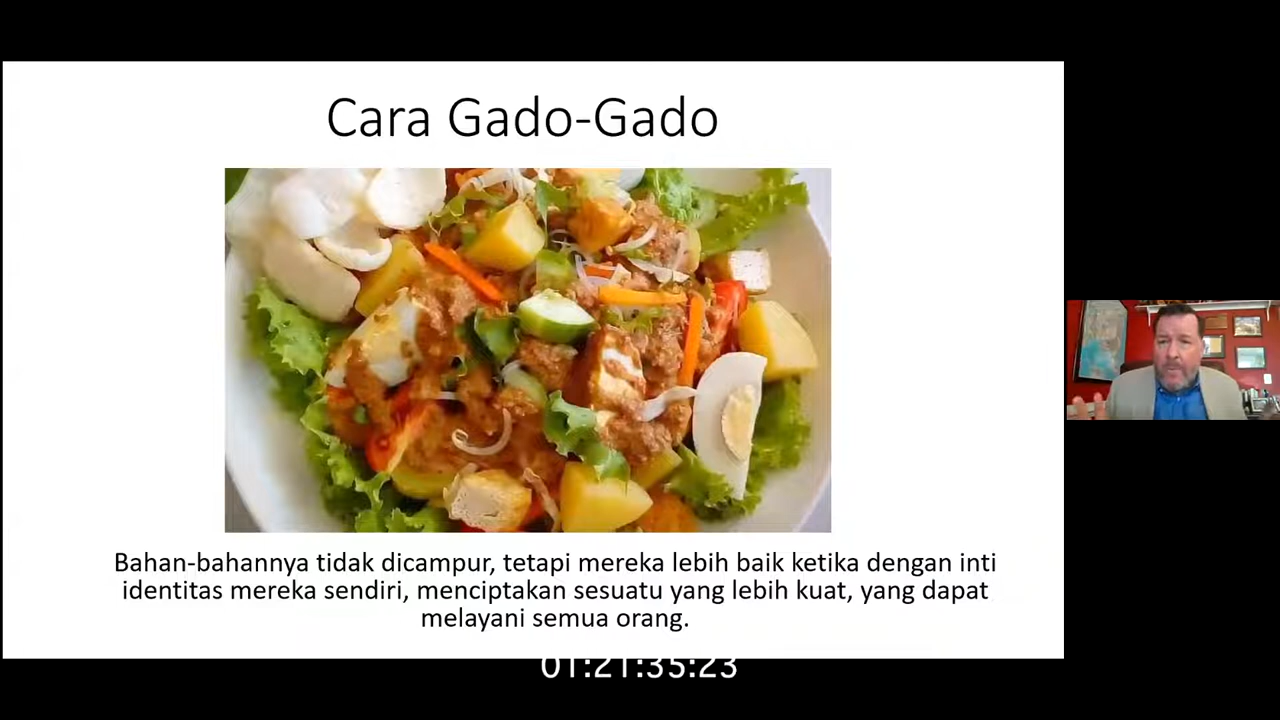 Cara Gado-Gado
Bahan-bahannya tidak dicampur, tetapi mereka lebih baik ketika dengan inti
identitas mereka sendiri, menciptakan sesuatu yang lebih kuat, yang dapat
melayani semua orang.
01:21:35:23